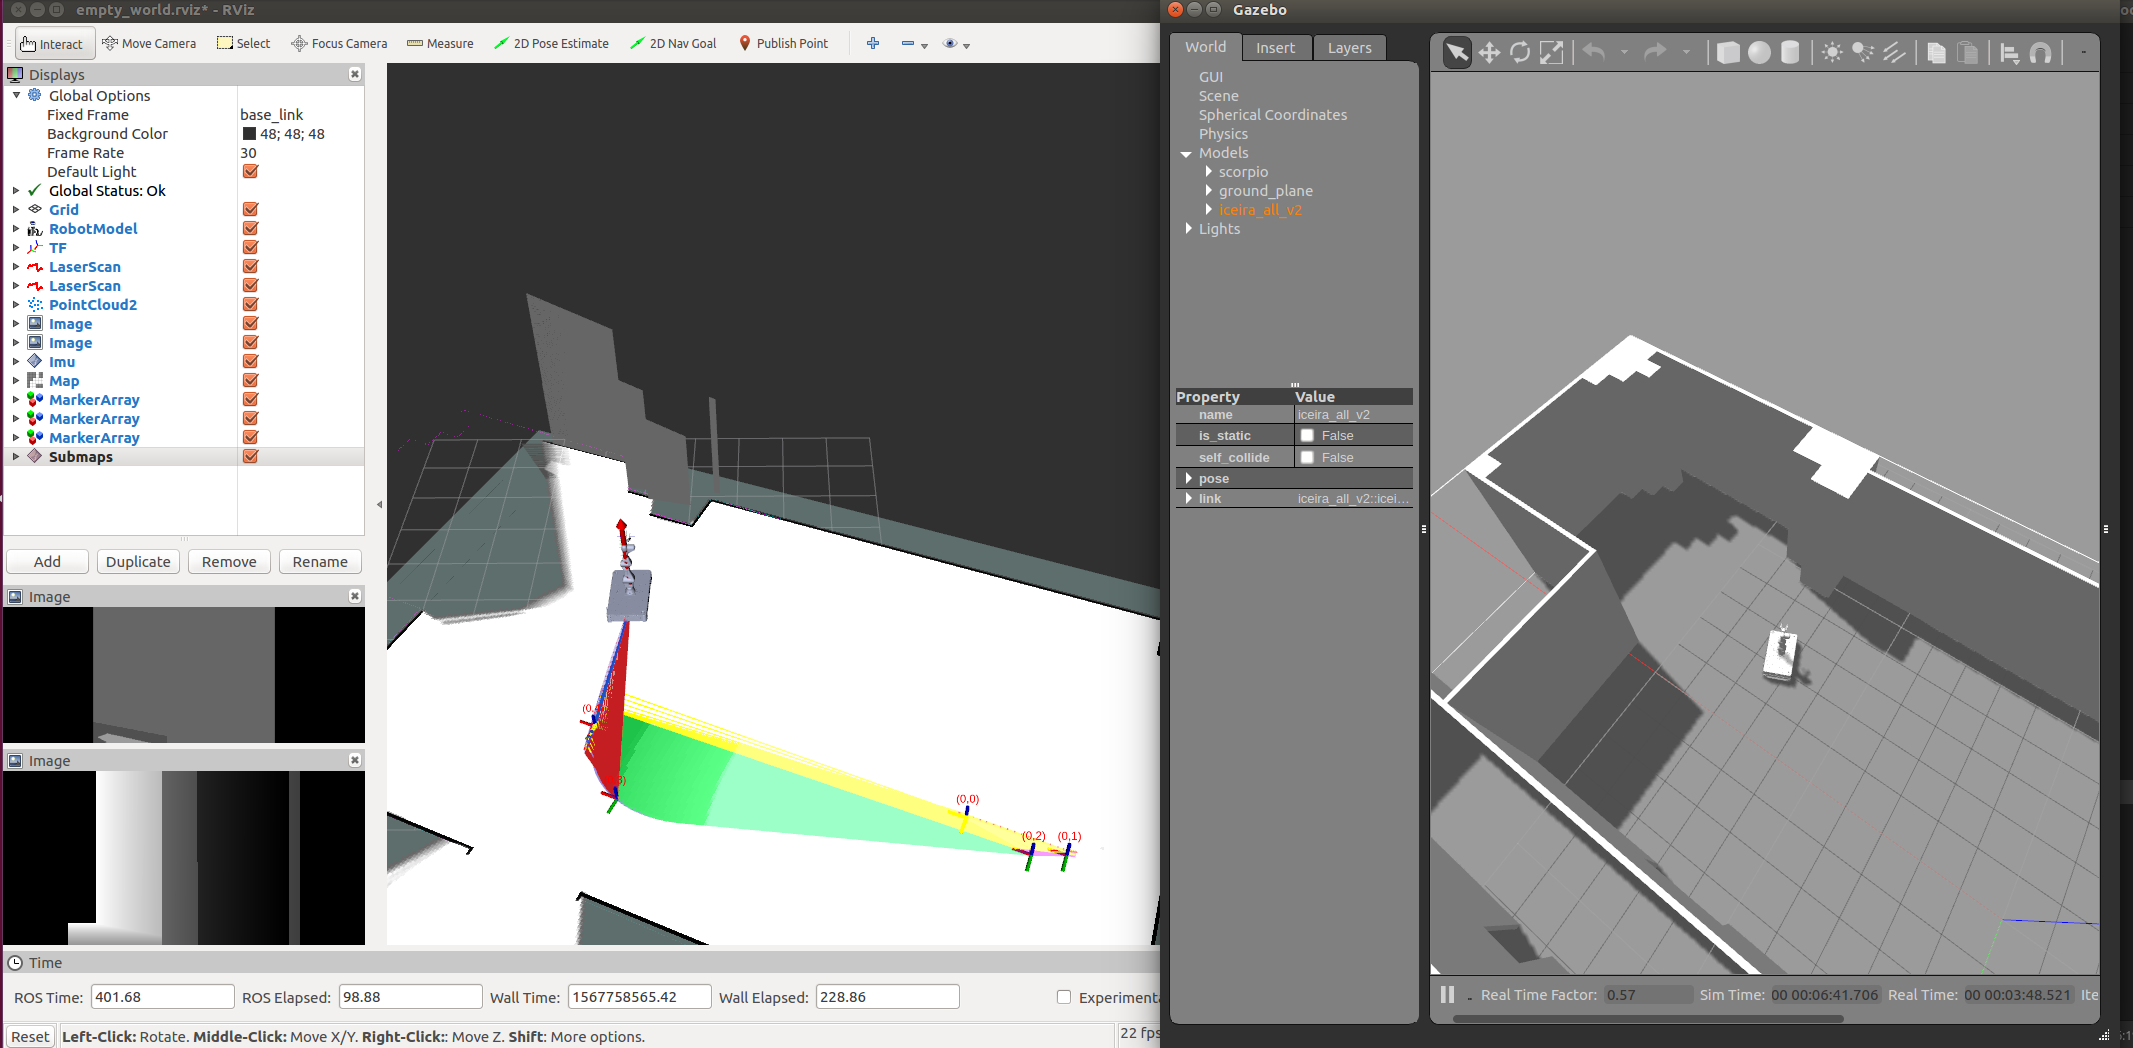 empty_world.rviz* - RViz
Interact
Move Camera
Select
Focus Camera
Measure
2D Pose Estimate
2D Nav Goal
Publish Point
Displays
Global Options
Fixed Frame base_link
Background Color 48; 48; 48
Frame Rate 30
Default Light
Global Status: Ok
Grid
RobotModel
TF
LaserScan
LaserScan
PointCloud2
Image
Image
Imu
Map
MarkerArray
MarkerArray
MarkerArray
Submaps
Add Duplicate Remove Rename
Image
Image
(0,0)
(0,2) (0,1)
Time
ROS Time: 401.68 ROS Elapsed: 98.88 Wall Time: 1567758565.42 Wall Elapsed: 228.86 Experimenta
Reset Left-Click: Rotate. Middle-Click: Move X/Y. Right-Click:: Move Z. Shift: More options. 22 fps
Gazebo
World Insert Layers
GUI
Scene
Spherical Coordinates
Physics
Models
scorpio
ground_plane
iceira_all_v2
Lights
Property Value
name iceira_all_v2
is_static False
self_collide False
pose
link iceira_all_v2::icei...
Real Time Factor: 0.57 Sim Time: 00 00:06:41.706 Real Time: 00 00:03:48.521 Ite